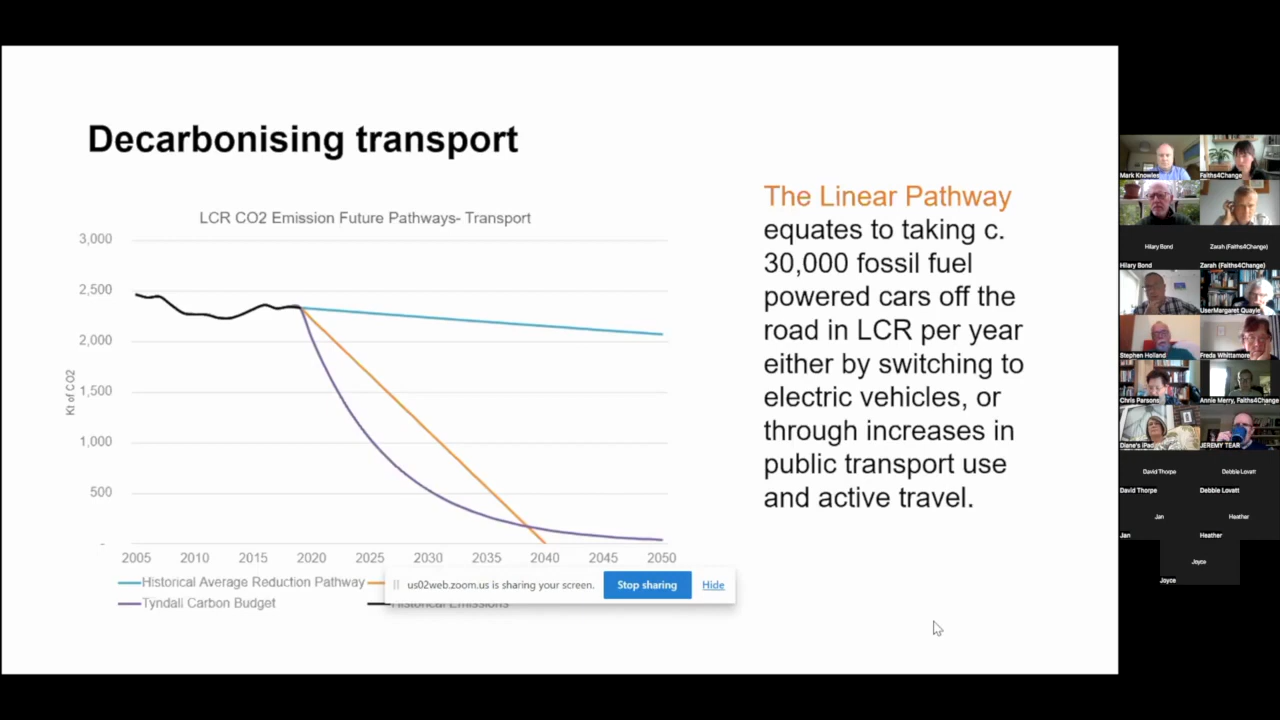 Decarbonising transport
LCR CO2 Emission Future Pathways- Transport
3,000
2,500
2,000
1,500
1,000
500
-
Kt of CO2
2005 2010 2015 2020 2025 2030 2035 2040 2045 2050
Historical Average Reduction Pathway
Tyndall Carbon Budget
Historical Emissions
us02web.zoom.us is sharing your screen. Stop sharing Hide
The Linear Pathway
equates to taking c.
30,000 fossil fuel
powered cars off the
road in LCR per year
either by switching to
electric vehicles, or
through increases in
public transport use
and active travel.
Mark Knowles Faiths4Change
Hilary Bond Zarah (Faiths4Change)
Hilary Bond Zarah (Faiths4Change)
UserMargaret Quayle
Stephen Holland Freda Whittamore
Chris Parsons Annie Merry, Faiths4Change
Diane's iPad JEREMY TEAR
David Thorpe Debbie Lovatt
David Thorpe Debbie Lovatt
Jan Heather
Jan Heather
Joyce
Joyce